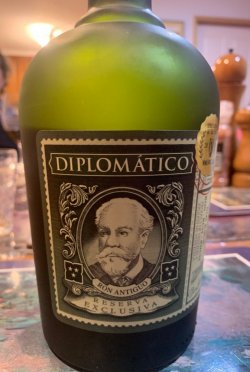 DIPLOMÁTICO
RON ANTIGUO
RESERVA
EXCLUSIVA